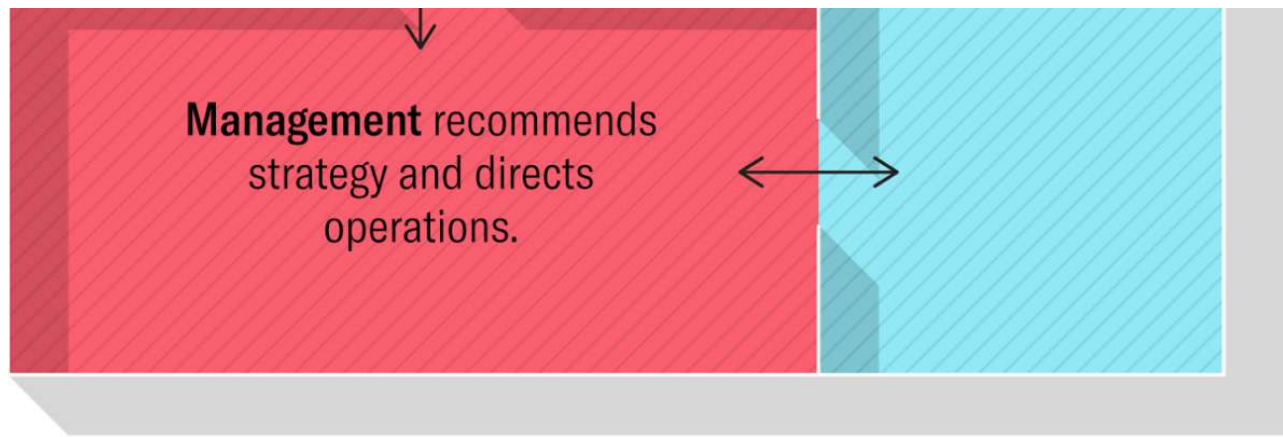 Management recommends
strategy and directs
operations.